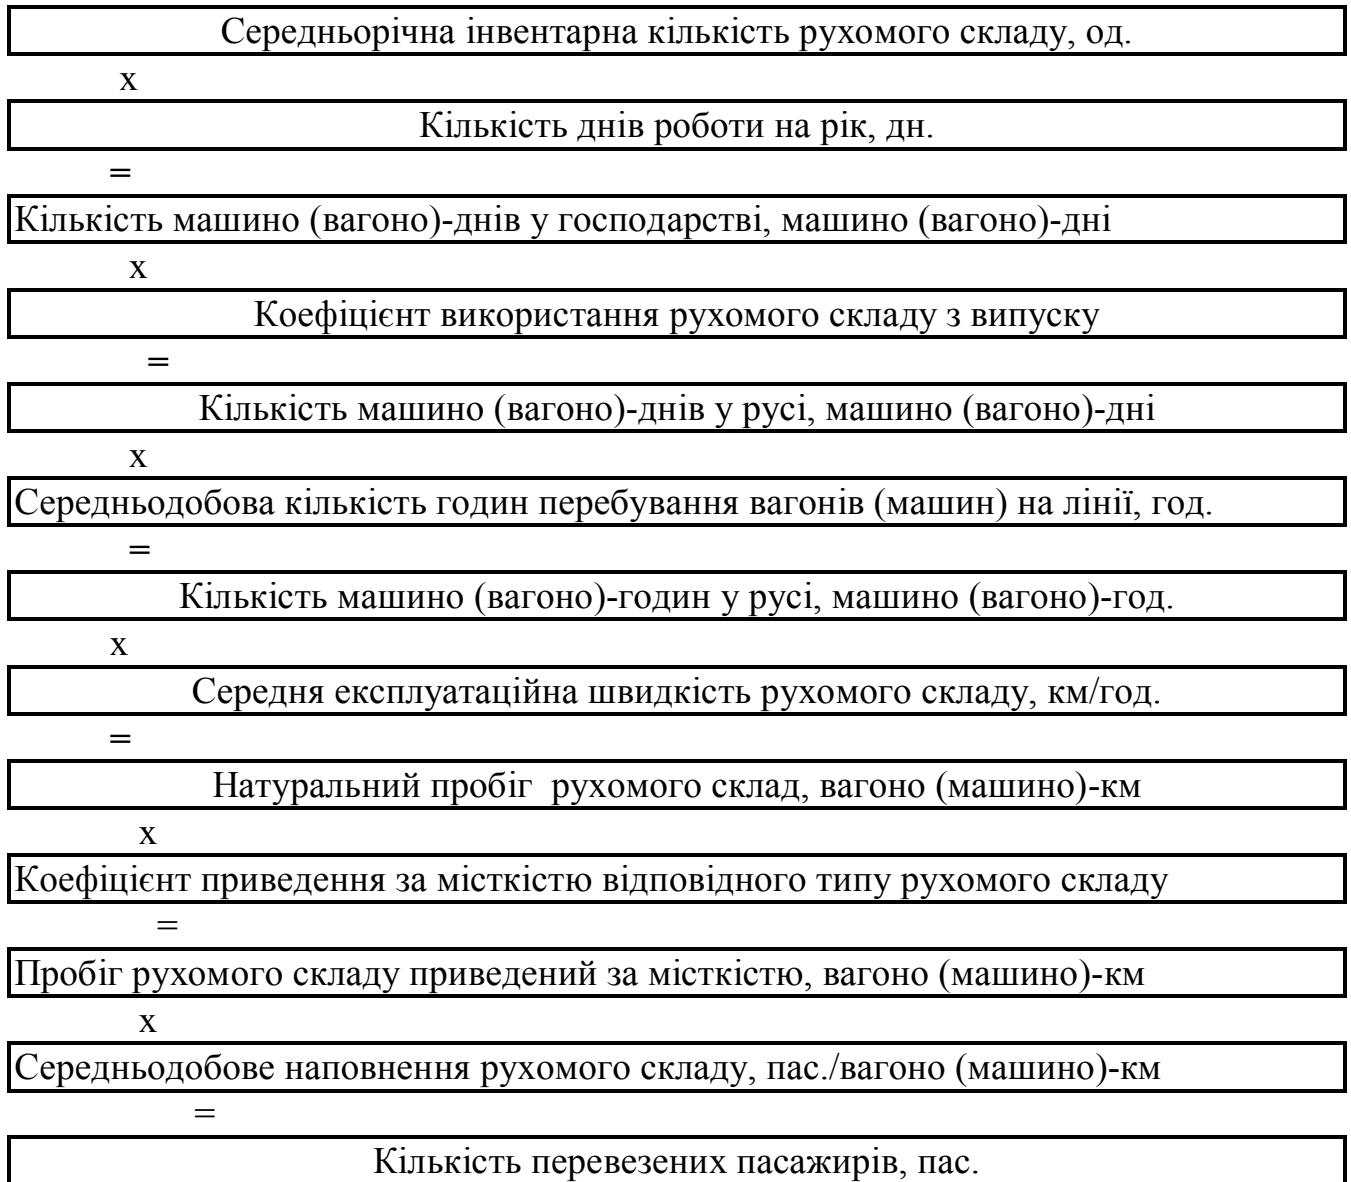 Середньорічна інвентарна кількість рухомого складу, од.
х
Кількість днів роботи на рік, дн.
=
Кількість машино (вагоно)-днів у господарстві, машино (вагоно)-дні
х
Коефіцієнт використання рухомого складу з випуску
=
Кількість машино (вагоно)-днів у русі, машино (вагоно)-дні
х
Середньодобова кількість годин перебування вагонів (машин) на лінії, год.
=
Кількість машино (вагоно)-годин у русі, машино (вагоно)-год.
х
Середня експлуатаційна швидкість рухомого складу, км/год.
=
Натуральний пробіг рухомого склад, вагоно (машино)-км
х
Коефіцієнт приведення за місткістю відповідного типу рухомого складу
=
Пробіг рухомого складу приведений за місткістю, вагоно (машино)-км
х
Середньодобове наповнення рухомого складу, пас./вагоно (машино)-км
=
Кількість перевезених пасажирів, пас.